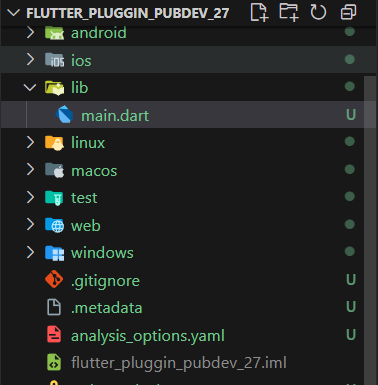 FLUTTER_PLUGGIN_PUBDEV_27
android
ios
lib
main.dart U
linux
macos
test
web
windows
.gitignore U
.metadata U
analysis_options.yaml U
flutter_pluggin_pubdev_27.iml